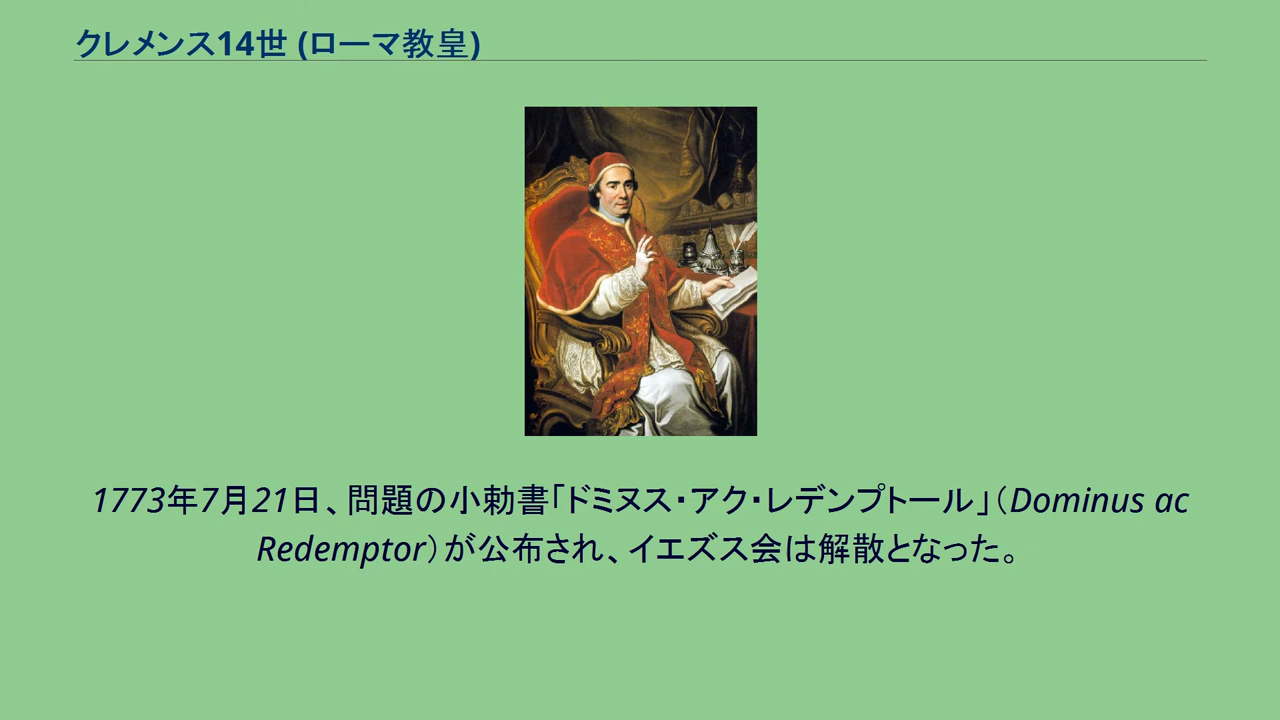 クレメンス14世 (ローマ教皇)
1773年7月21日、問題の小勅書「ドミヌス・アク・レデンプトール」（Dominus ac
Redemptor）が公布され、イエズス会は解散となった。